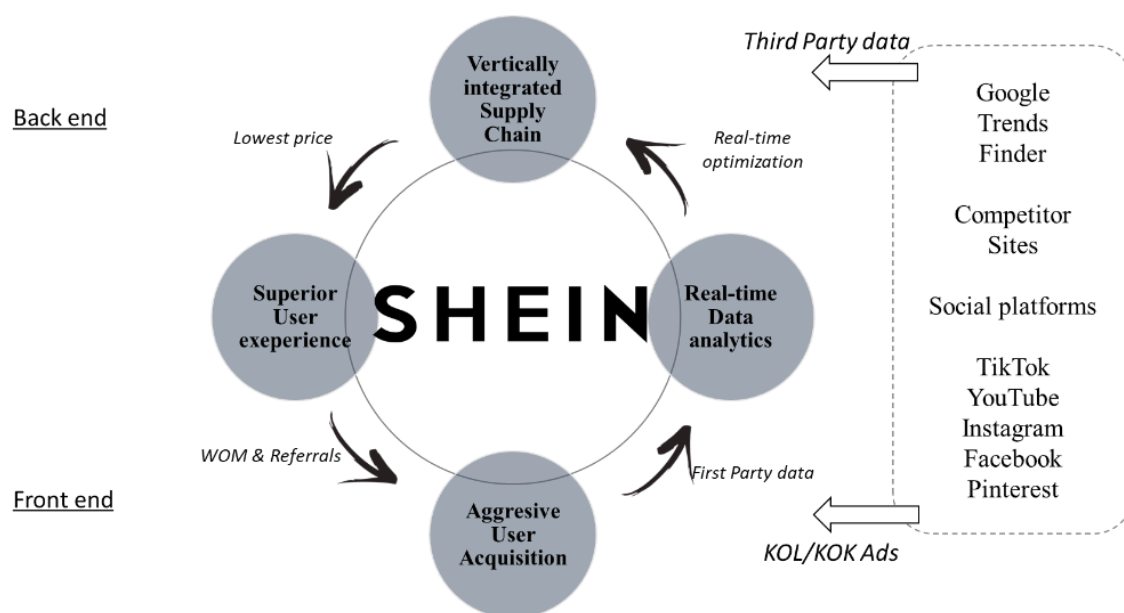 Third Party data
Back end
Vertically
integrated
Supply
Chain
Lowest price
Real-time
optimization
Google
Trends
Finder
Competitor
Sites
Superior
User
exeperience
SHEIN
Real-time
Data
analytics
Social platforms
TikTok
YouTube
Instagram
Facebook
Pinterest
WOM & Referrals
First Party data
Front end
Aggresive
User
Acquisition
KOL/KOK Ads